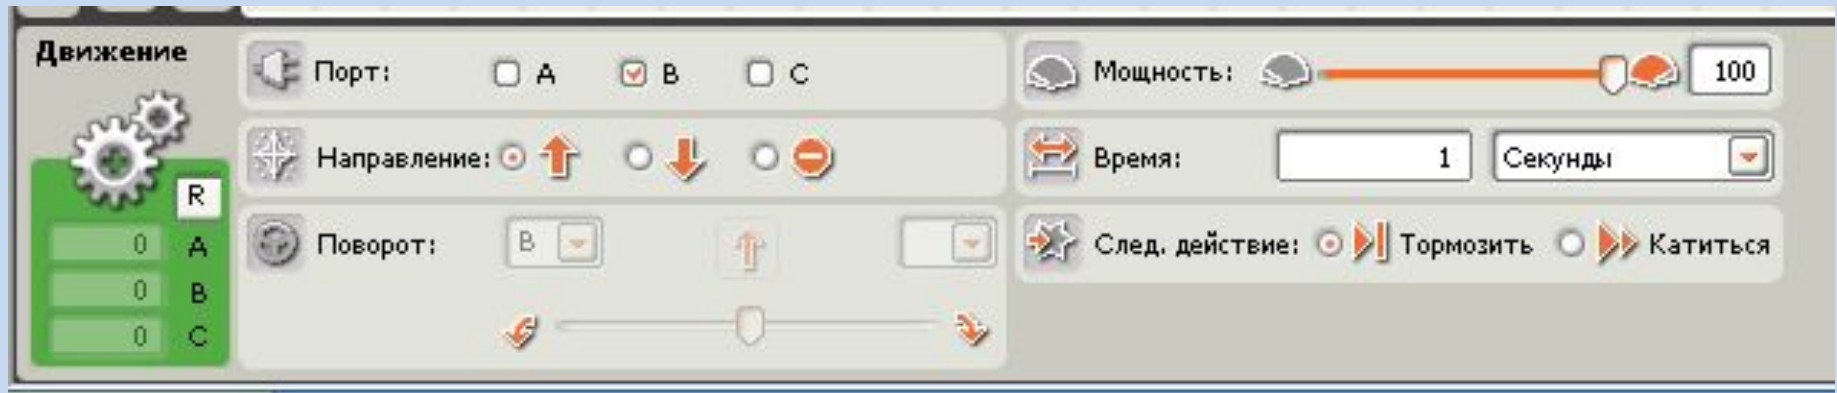 Движение
R
0 A
0 B
0 C
Порт: A B C
Направление:
Поворот: B
Мощность: 100
Время: 1 Секунды
След. действие: Тормозить Катиться